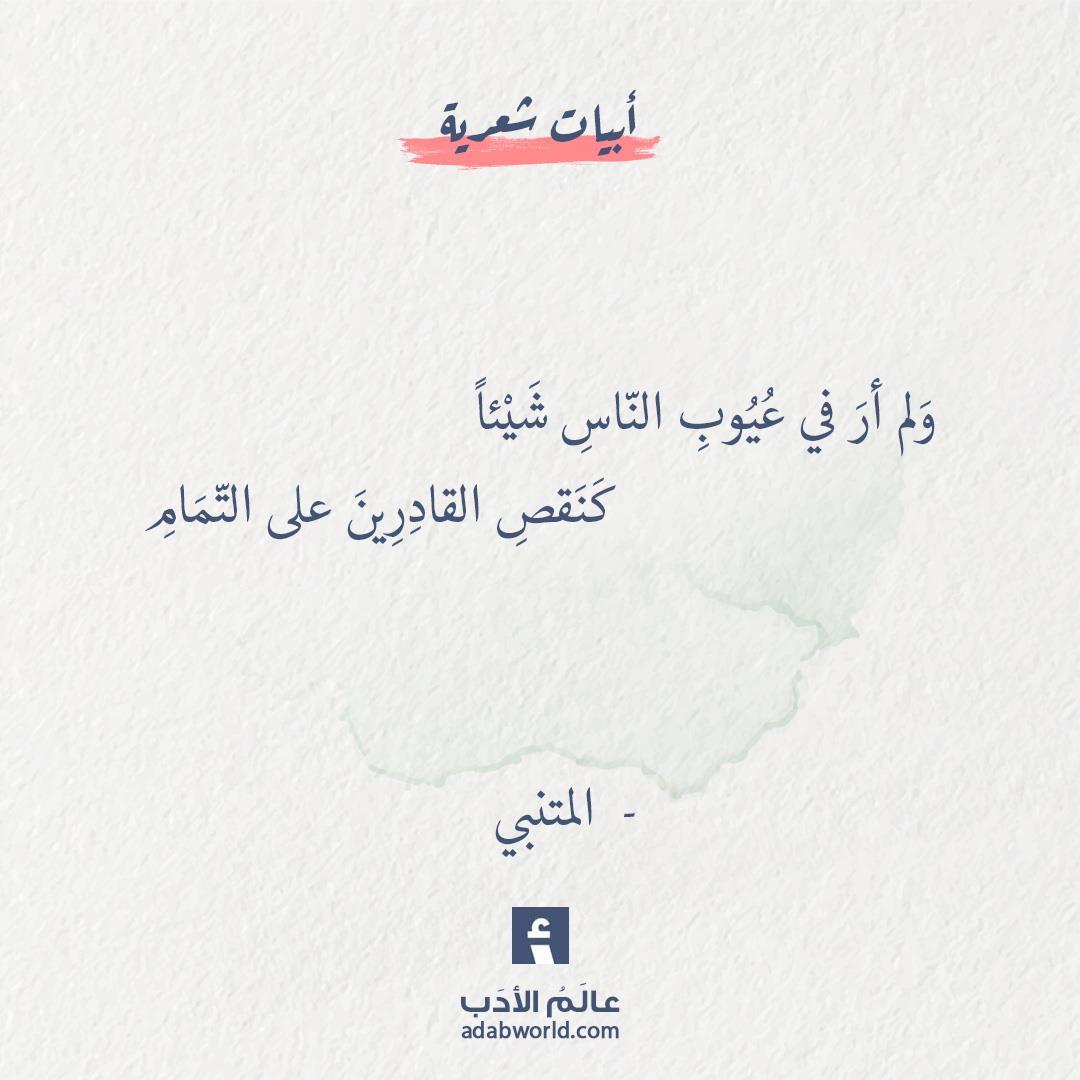 أبيات شعرية
وَلم أرَ في عُيُوبِ النّاسِ شَيْئاً
كَنَقصِ القادِرِينَ على التّمَامِ
- المتنبي
أ
عالَمُ الأدَب
adabworld.com